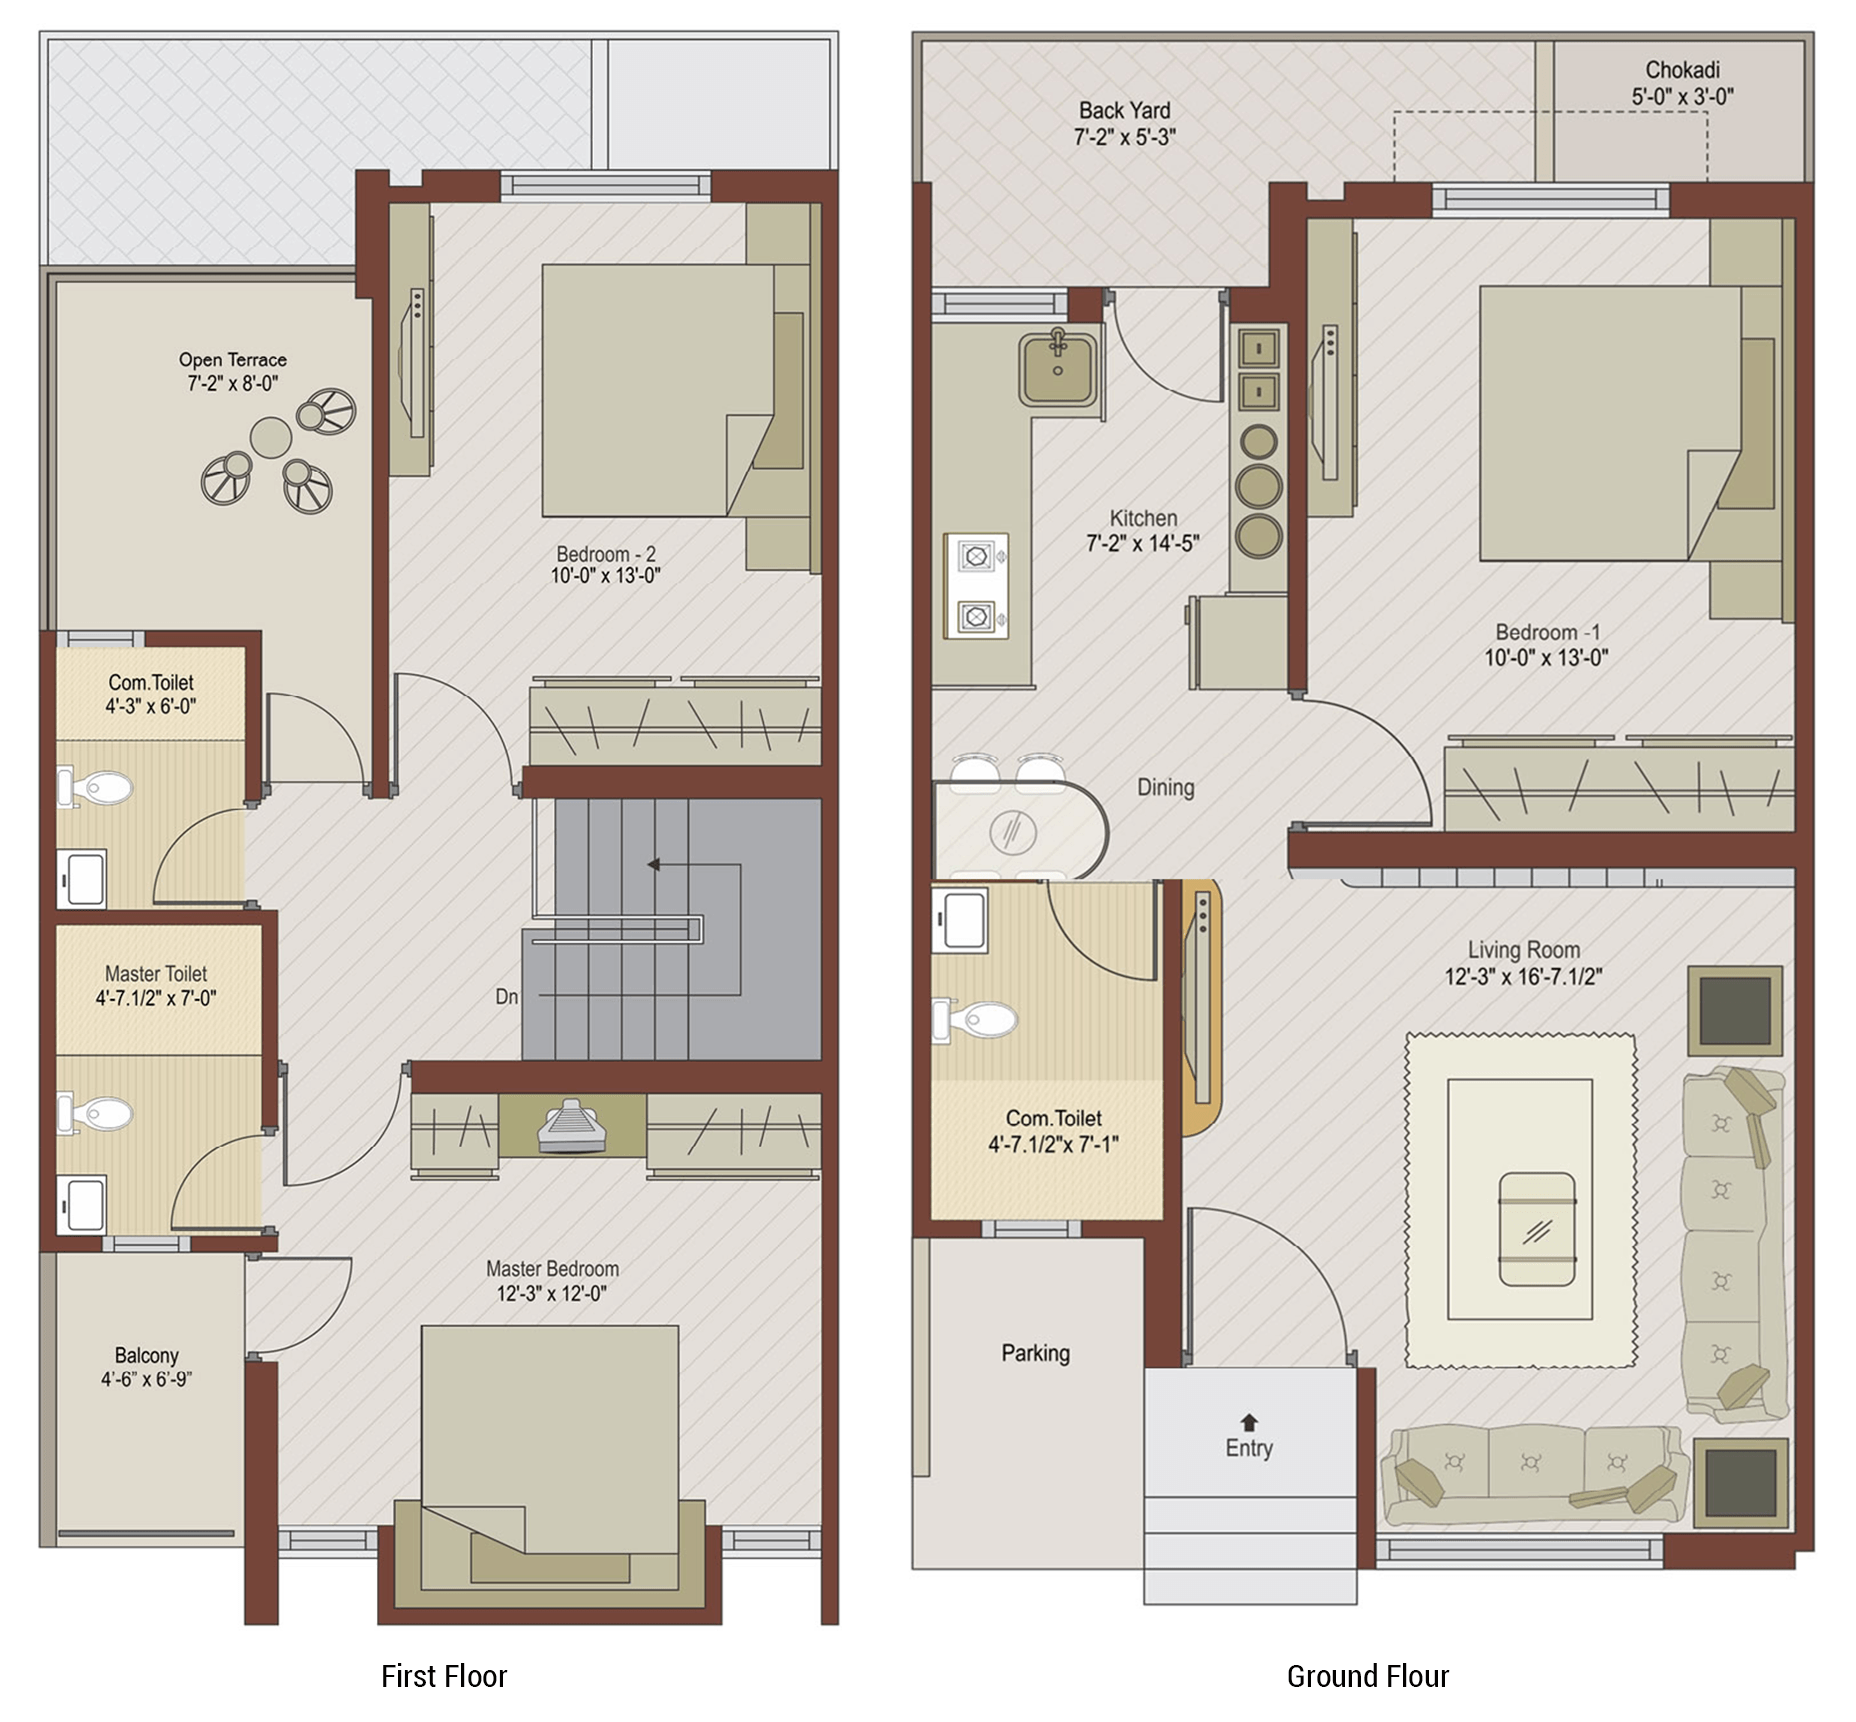 Open Terrace
7'-2" x 8'-0"
Bedroom - 2
10'-0" x 13'-0"
Com.Toilet
4'-3" x 6'-0"
Master Toilet
4'-7.1/2" x 7'-0"
Dn
Master Bedroom
12'-3" x 12'-0"
Balcony
4'-6" x 6'-9"
First Floor
Chokadi
5'-0" x 3'-0"
Back Yard
7'-2" x 5'-3"
Kitchen
7'-2" x 14'-5"
Bedroom -1
10'-0" x 13'-0"
Dining
Living Room
12'-3" x 16'-7.1/2"
Com.Toilet
4'-7.1/2"x 7'-1"
Parking
Entry
Ground Flour